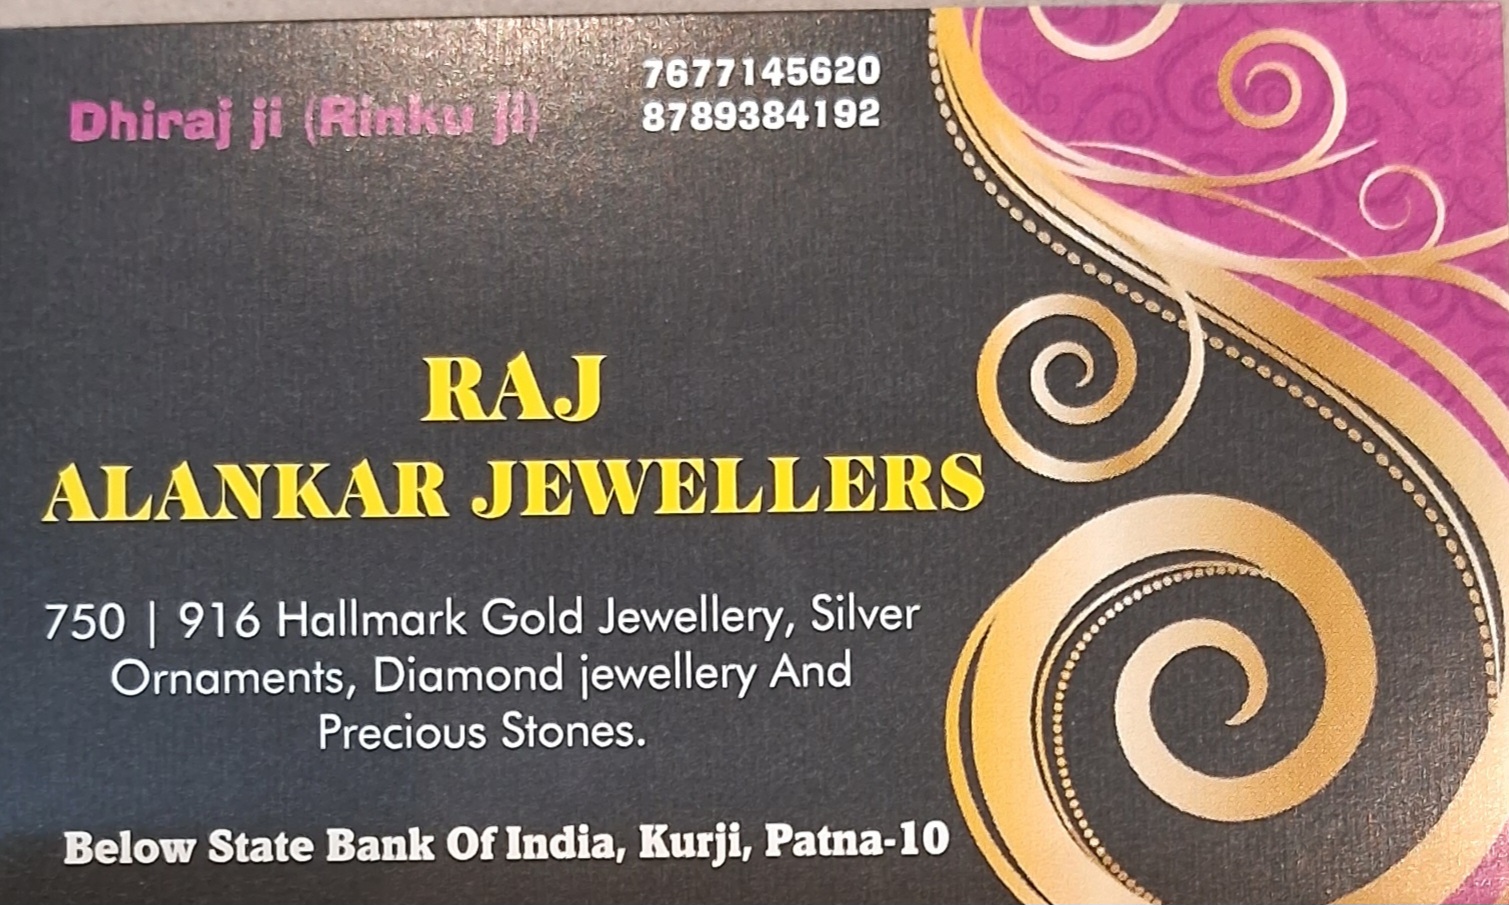 Dhiraj ji (Rinku ji)
7677145620
8789384192
RAJ
ALANKAR JEWELLERS
750 | 916 Hallmark Gold Jewellery, Silver
Ornaments, Diamond jewellery And
Precious Stones.
Below State Bank Of India, Kurji, Patna-10